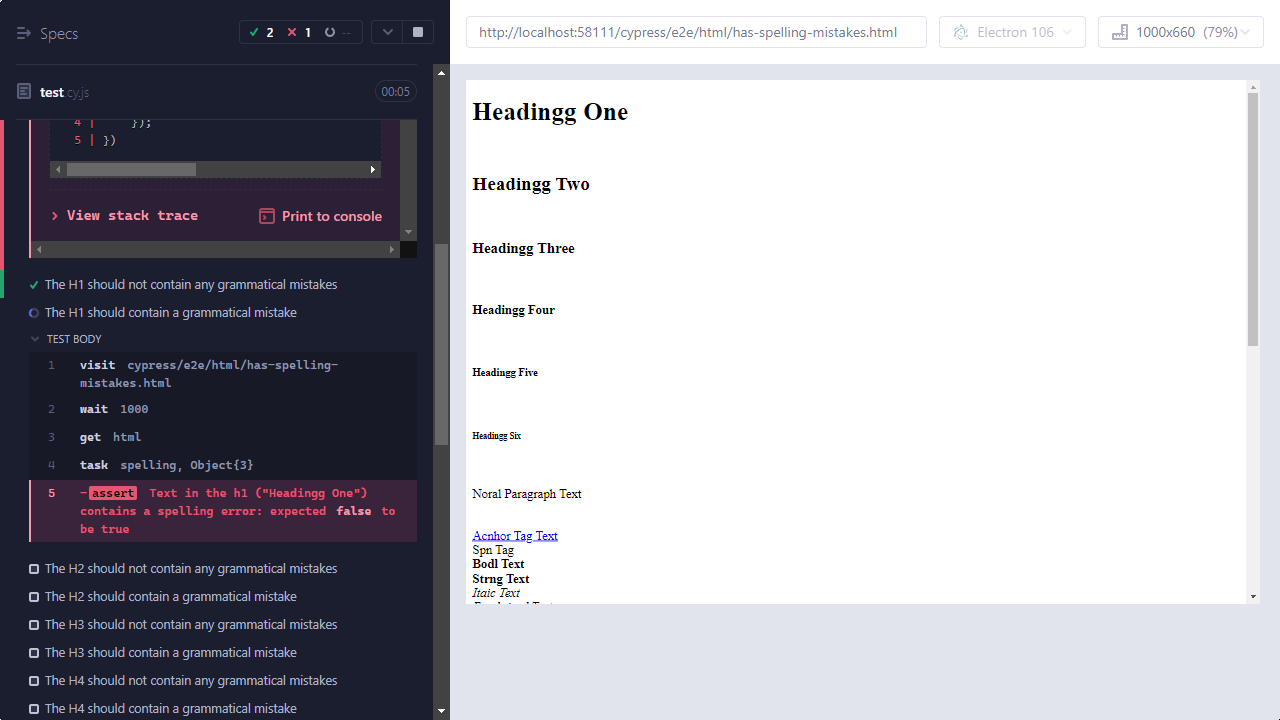 Specs
2
1
--
test.cy.js
00:05
4 | });
5 | })
View stack trace
Print to console
The H1 should not contain any grammatical mistakes
The H1 should contain a grammatical mistake
TEST BODY
1 visit cypress/e2e/html/has-spelling-
mistakes.html
2 wait 1000
3 get html
4 task spelling, Object{3}
5 -assert Text in the h1 ("Headingg One")
contains a spelling error: expected false to
be true
The H2 should not contain any grammatical mistakes
The H2 should contain a grammatical mistake
The H3 should not contain any grammatical mistakes
The H3 should contain a grammatical mistake
The H4 should not contain any grammatical mistakes
The H4 should contain a grammatical mistake
http://localhost:58111/cypress/e2e/html/has-spelling-mistakes.html
Electron 106
1000x660 (79%)
Headingg One
Headingg Two
Headingg Three
Headingg Four
Headingg Five
Headingg Six
Noral Paragraph Text
Acnhor Tag Text
Spn Tag
Bodl Text
Strng Text
Itaic Text